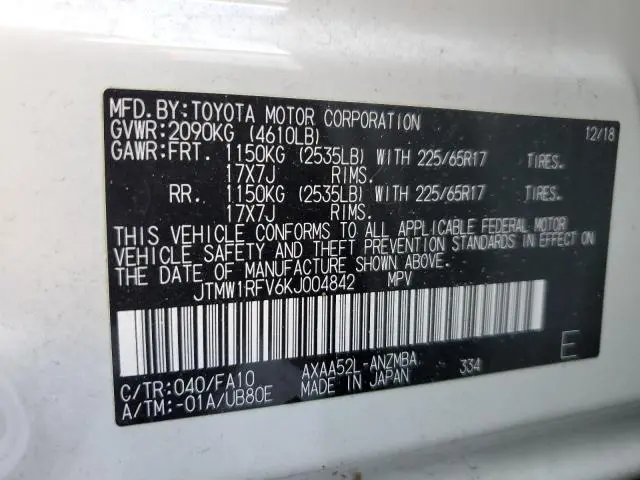 MFD.BY:TOYOTA MOTOR CORPORATION 12/18
GVWR:2090KG (4610LB)
GAWR:FRT. 1150KG (2535LB) WITH 225/65R17 TIRES.
17X7J RIMS.
RR. 1150KG (2535LB) WITH 225/65R17 TIRES.
17X7J RIMS.
THIS VEHICLE CONFORMS TO ALL APPLICABLE FEDERAL MOTOR
VEHICLE SAFETY AND THEFT PREVENTION STANDARDS IN EFFECT ON
THE DATE OF MANUFACTURE SHOWN ABOVE.
JTMW1RFV6KJ004842 MPV
C/TR:040/FA10 AXAA52L-ANZMBA 334 E
A/TM:-01A/UB80E MADE IN JAPAN